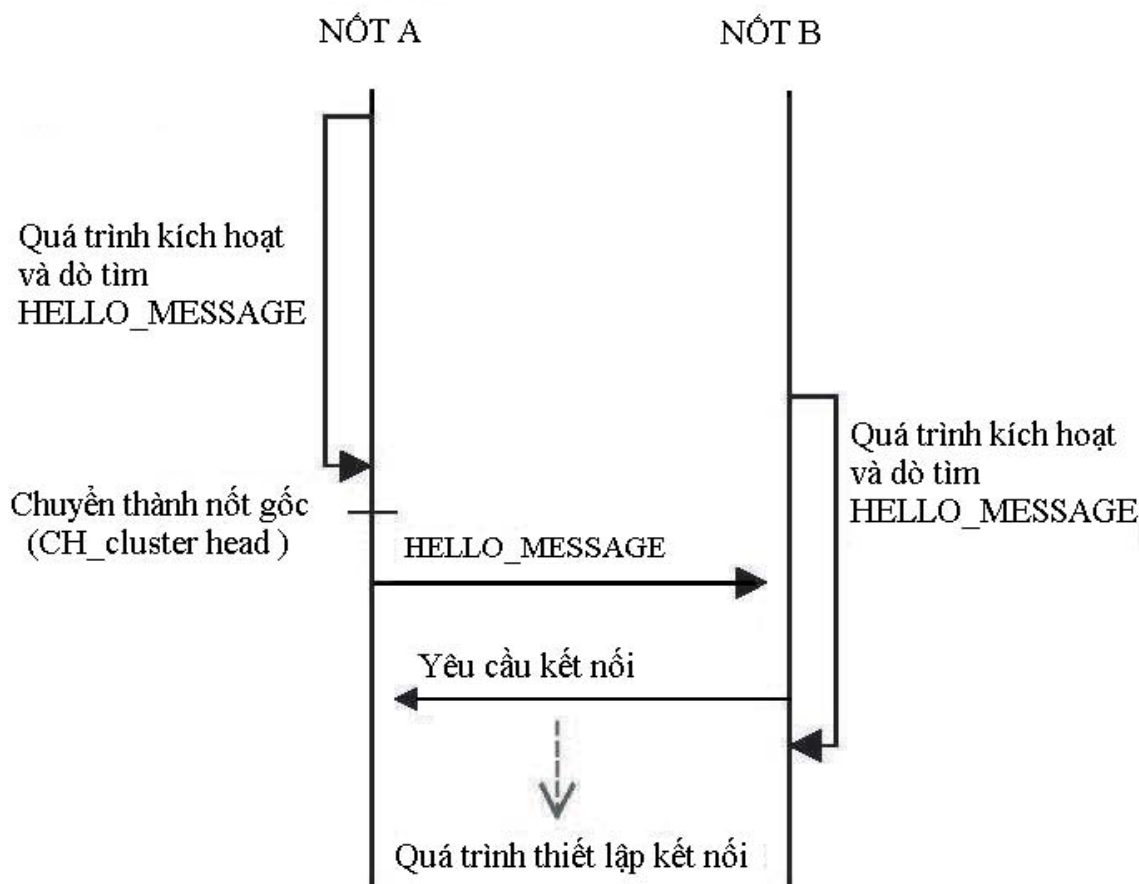 NỐT A
NỐT B
Quá trình kích hoạt
và dò tìm
HELLO_MESSAGE
Quá trình kích hoạt
và dò tìm
HELLO_MESSAGE
Chuyển thành nốt gốc
(CH_cluster head )
HELLO_MESSAGE
Yêu cầu kết nối
Quá trình thiết lập kết nối